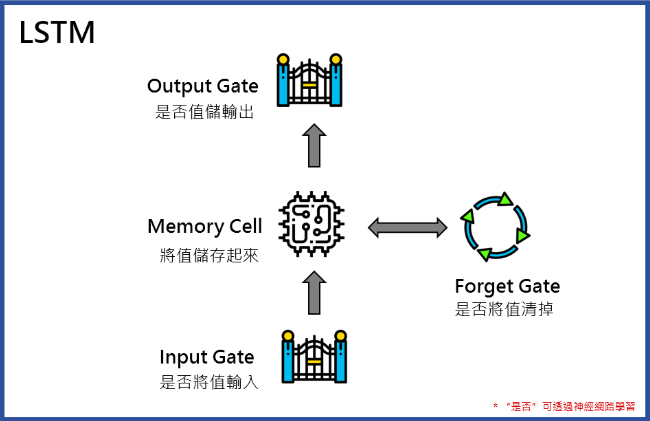 LSTM
Output Gate
是否值儲輸出
Memory Cell
將值儲存起來
Forget Gate
是否將值清掉
Input Gate
是否將值輸入
* “是否”可透過神經網路學習